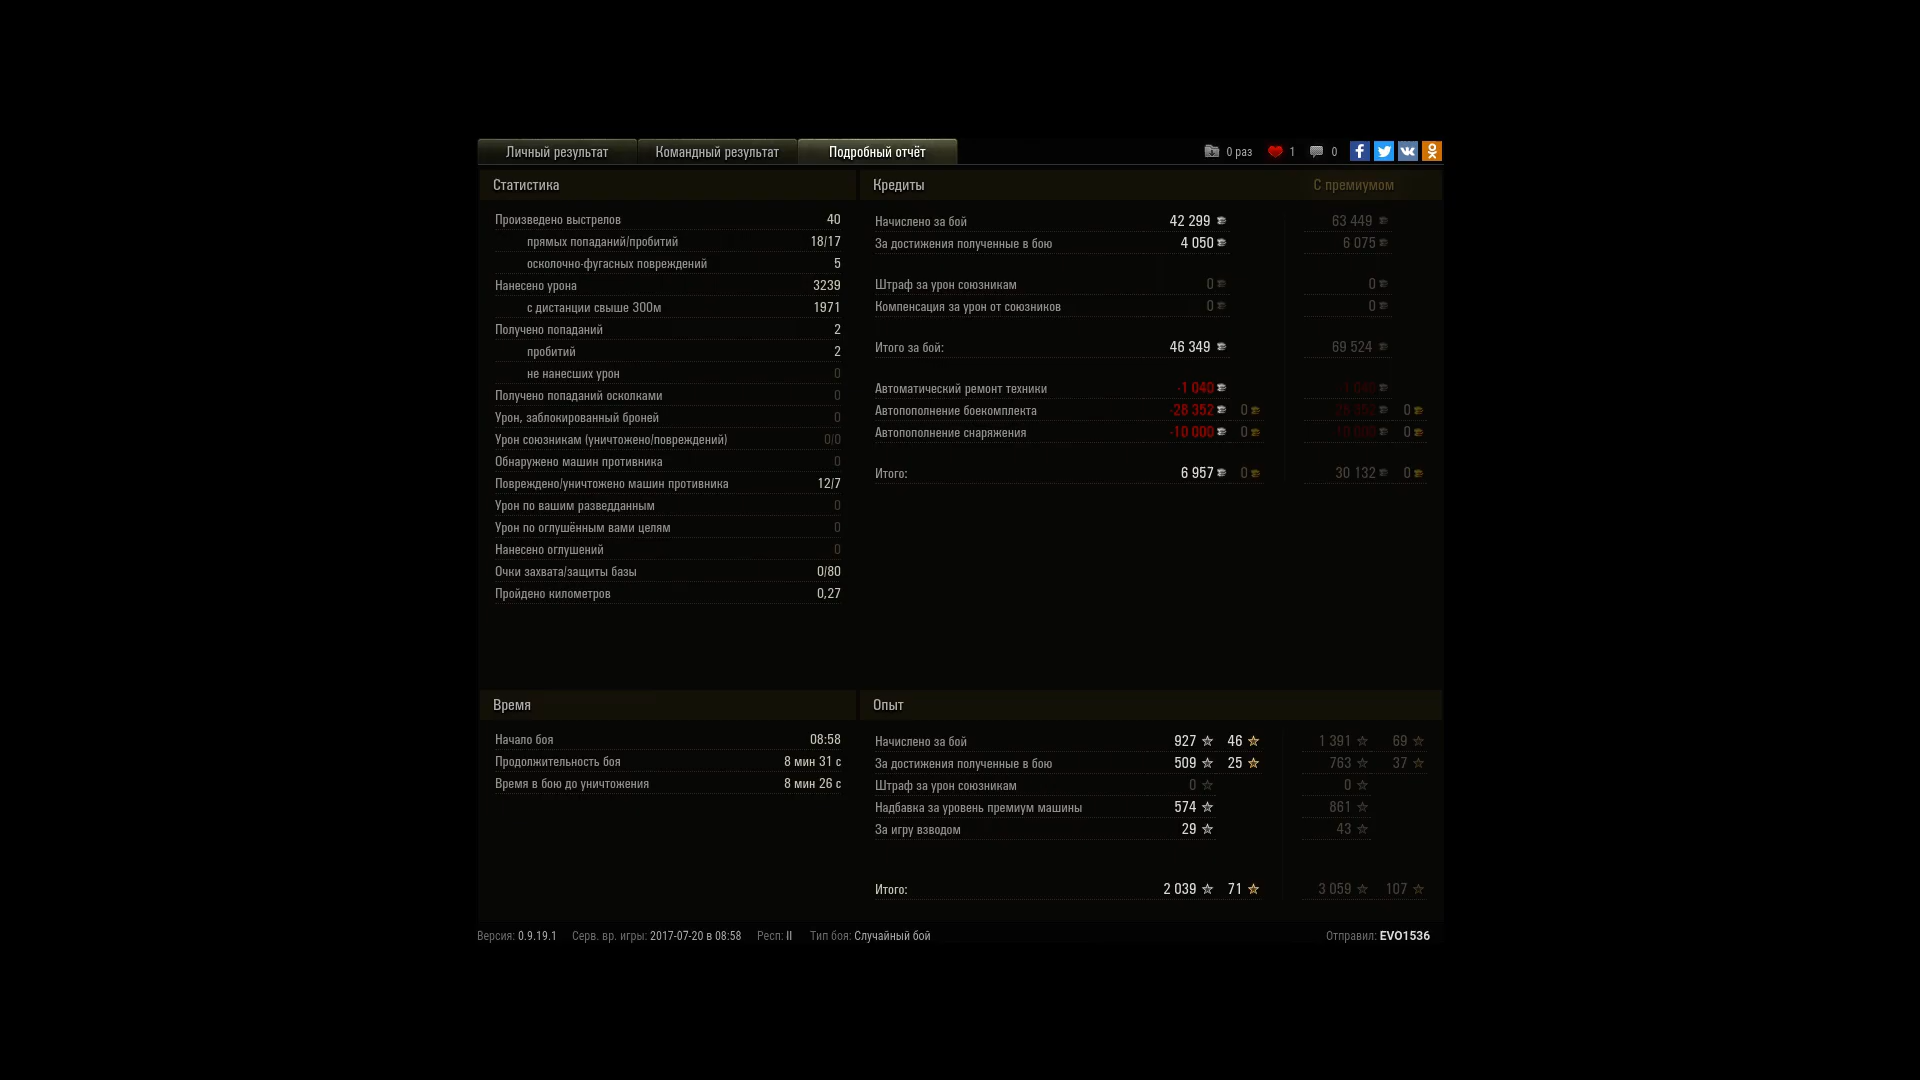 Личный результат Командный результат Подробный отчёт 0 раз 1 0
Статистика
Произведено выстрелов 40
прямых попаданий/пробитий 18/17
осколочно-фугасных повреждений 5
Нанесено урона 3239
с дистанции свыше 300м 1971
Получено попаданий 2
пробитий 2
не нанесших урон 0
Получено попаданий осколками 0
Урон, заблокированный броней 0
Урон союзникам (уничтожено/повреждений) 0/0
Обнаружено машин противника 0
Повреждено/уничтожено машин противника 12/7
Урон по вашим разведданным 0
Урон по оглушённым вами целям 0
Нанесено оглушений 0
Очки захвата/защиты базы 0/80
Пройдено километров 0,27
Кредиты С премиумом
Начислено за бой 42 299 63 449
За достижения полученные в бою 4 050 6 075
Штраф за урон союзникам 0 0
Компенсация за урон от союзников 0 0
Итого за бой: 46 349 69 524
Автоматический ремонт техники -1 040 -1 040
Автопополнение боекомплекта -28 352 0 -28 352 0
Автопополнение снаряжения -10 000 0 -10 000 0
Итого: 6 957 0 30 132 0
Время
Начало боя 08:58
Продолжительность боя 8 мин 31 с
Время в бою до уничтожения 8 мин 26 с
Опыт
Начислено за бой 927 46 1 391 69
За достижения полученные в бою 509 25 763 37
Штраф за урон союзникам 0 0
Надбавка за уровень премиум машины 574 861
За игру взводом 29 43
Итого: 2 039 71 3 059 107
Версия: 0.9.19.1 Серв. вр. игры: 2017-07-20 в 08:58 Респ: II Тип боя: Случайный бой Отправил: EVO1536